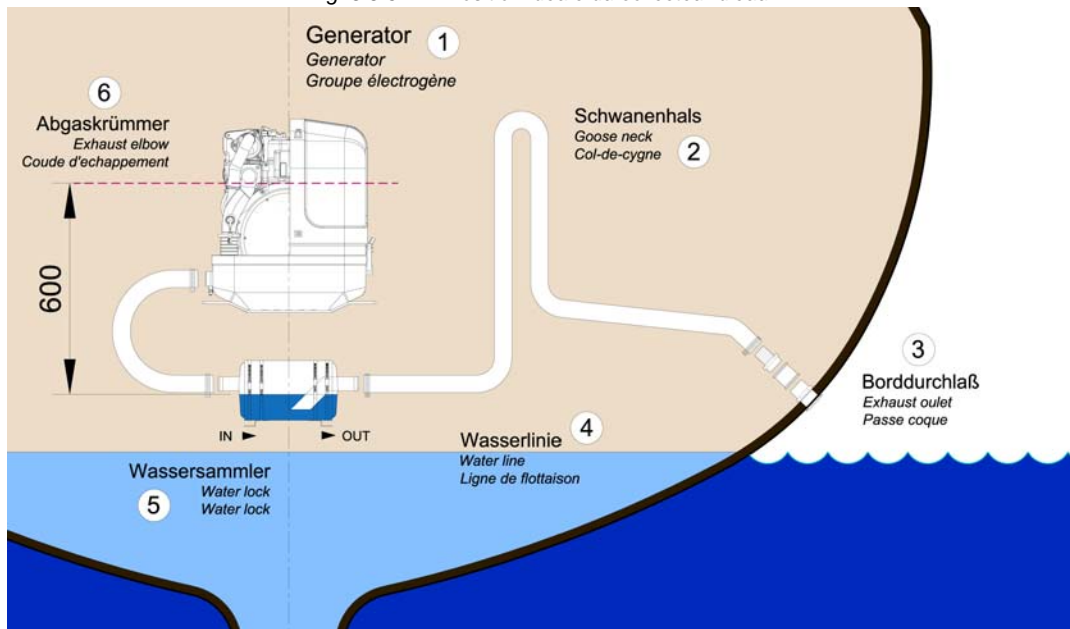 Generator
1
Generator
Groupe électrogène
6
Abgaskrümmer
Exhaust elbow
Coude d'echappement
Schwanenhals
Goose neck
Col-de-cygne
2
600
3
Borddurchlaß
Exhaust oulet
Passe coque
IN
OUT
Wasserlinie
4
Water line
Ligne de flottaison
Wassersammler
5
Water lock
Water lock